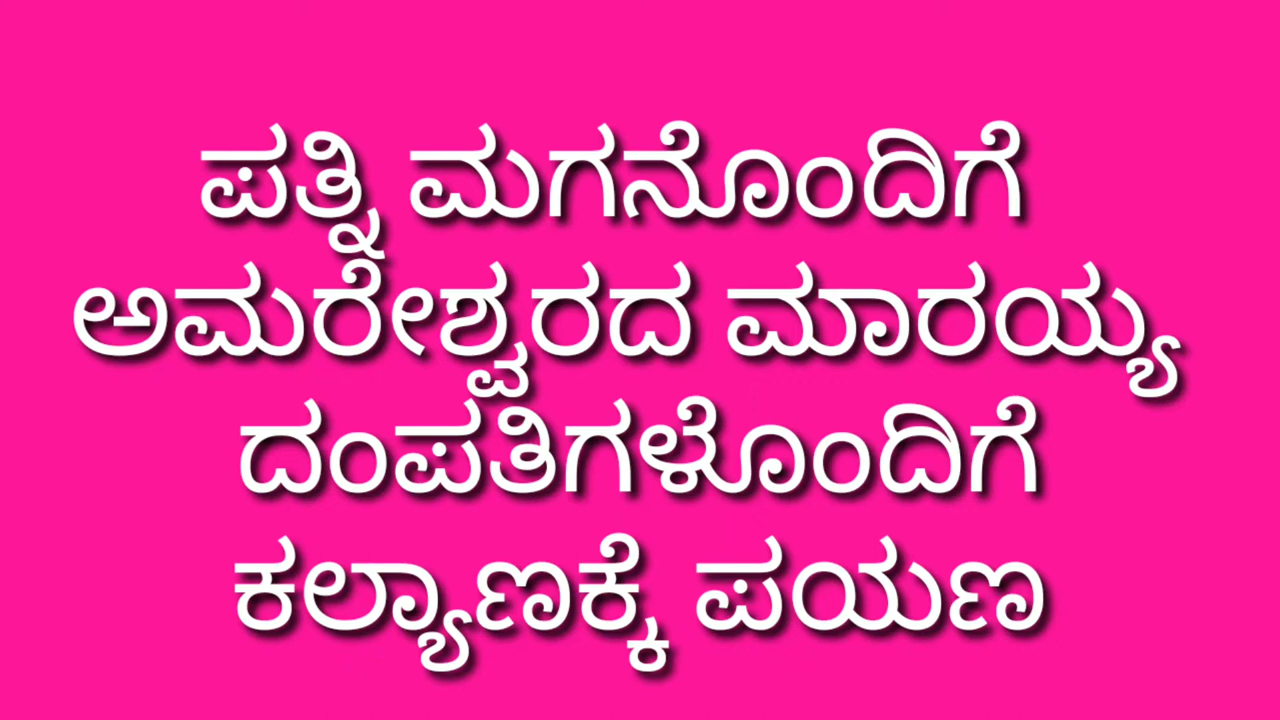 ಪತ್ನಿ ಮಗನೊಂದಿಗೆ
ಅಮರೇಶ್ವರದ ಮಾರಯ್ಯ
ದಂಪತಿಗಳೊಂದಿಗೆ
ಕಲ್ಯಾಣಕ್ಕೆ ಪಯಣ